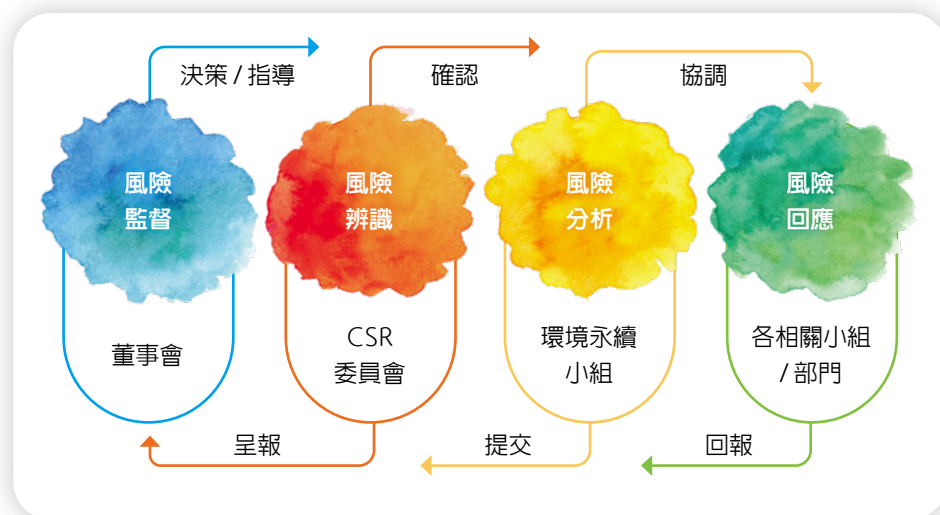 決策 / 指導
確認
協調
風險
監督
風險
辨識
風險
分析
風險
回應
董事會
CSR
委員會
環境永續
小組
各相關小組
/ 部門
呈報
提交
回報